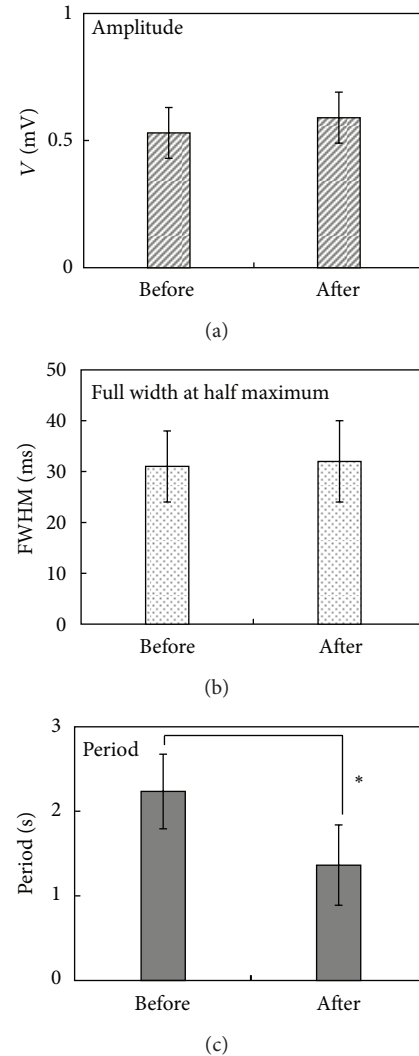 Amplitude
V (mV)
1
0.5
0
Before After
(a)
Full width at half maximum
FWHM (ms)
50
40
30
20
10
0
Before After
(b)
Period
Period (s)
3
2
1
0
*
Before After
(c)